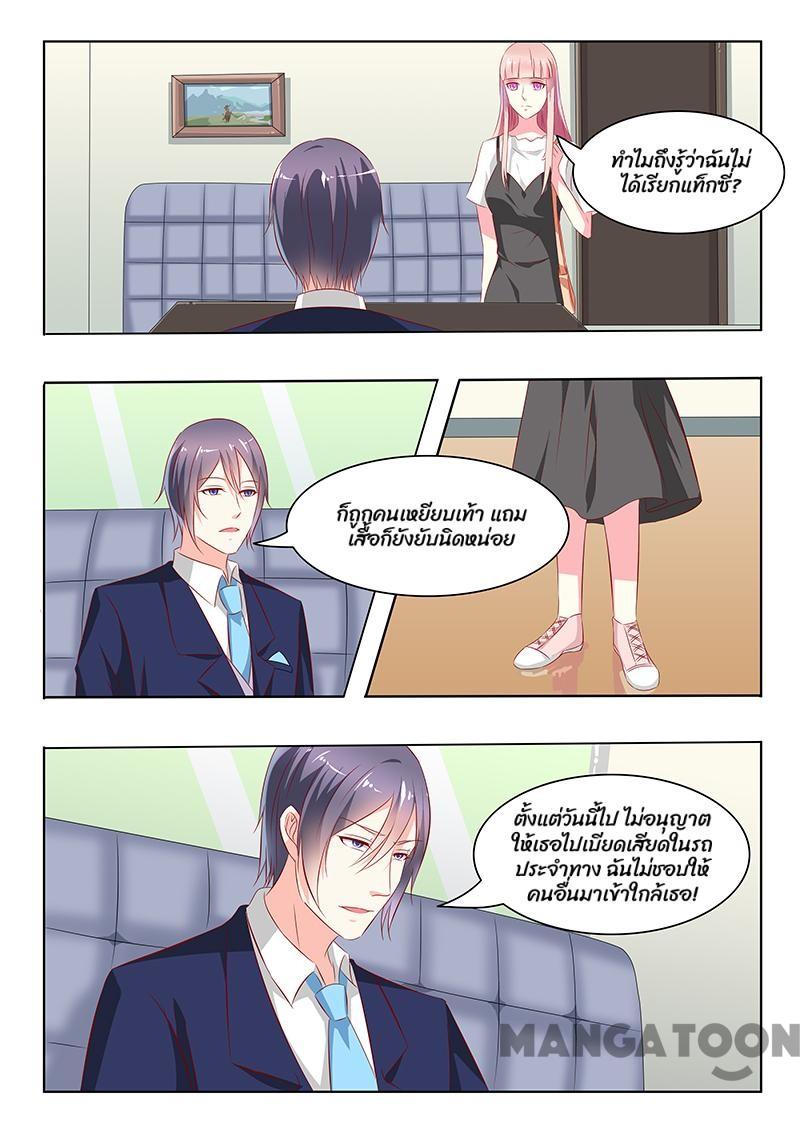 ทำไมถึงรู้ว่าฉันไม่
ได้เรียกแท็กซี่?
ก็ถูกคนเหยียบเท้า แถม
เสื้อก็ยังยับนิดหน่อย
ตั้งแต่วันนี้ไป ไม่อนุญาต
ให้เธอไปเบียดเสียดในรถ
ประจำทาง ฉันไม่ชอบให้
คนอื่นมาเข้าใกล้เธอ!
MANGATOON